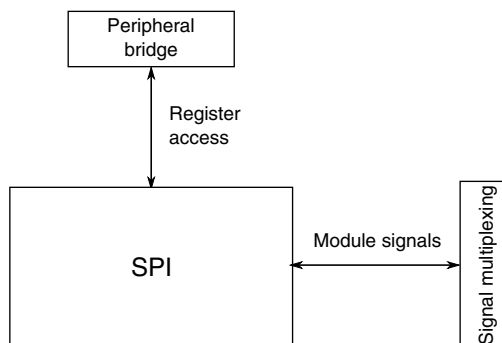 Peripheral
bridge
Register
access
SPI
Module signals
Signal multiplexing